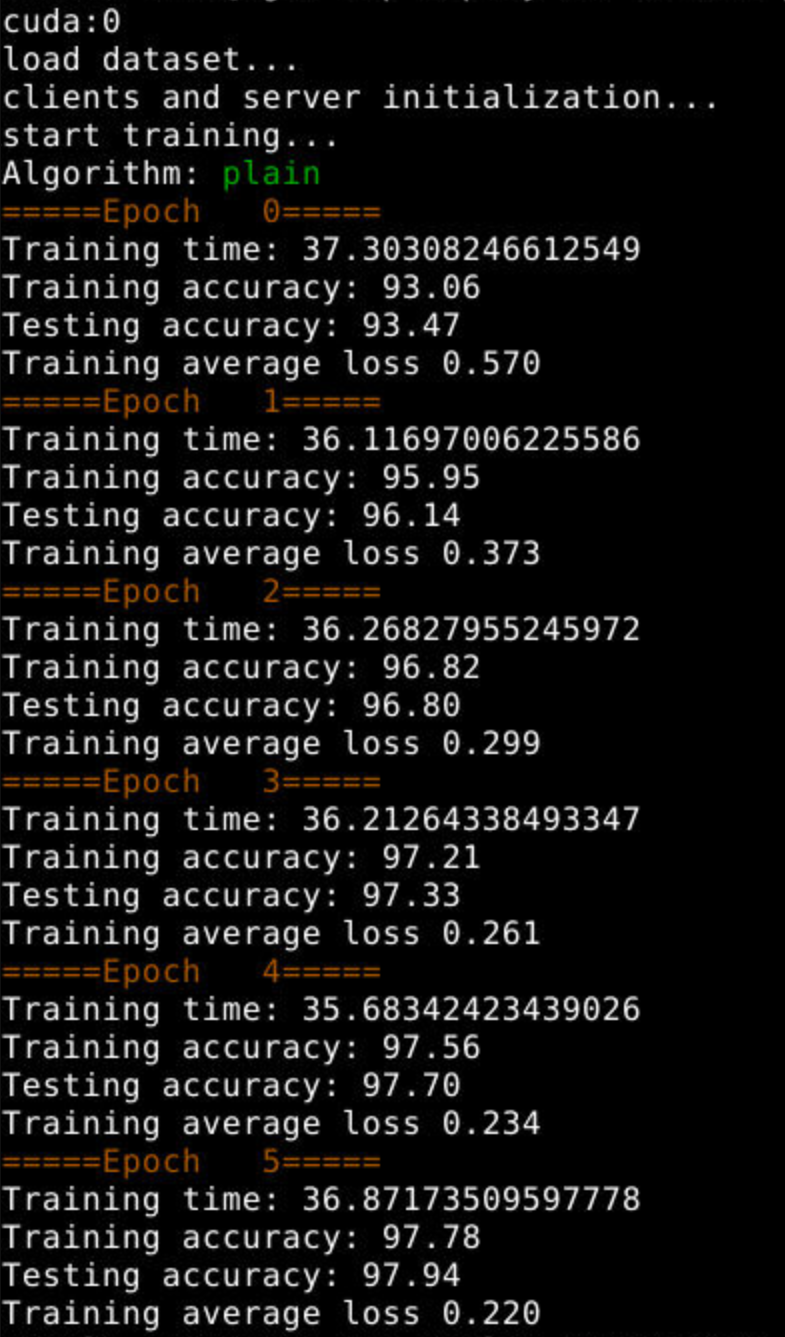 cuda:0
load dataset...
clients and server initialization...
start training...
Algorithm: plain
=====Epoch   0=====
Training time: 37.30308246612549
Training accuracy: 93.06
Testing accuracy: 93.47
Training average loss 0.570
=====Epoch   1=====
Training time: 36.11697006225586
Training accuracy: 95.95
Testing accuracy: 96.14
Training average loss 0.373
=====Epoch   2=====
Training time: 36.26827955245972
Training accuracy: 96.82
Testing accuracy: 96.80
Training average loss 0.299
=====Epoch   3=====
Training time: 36.21264338493347
Training accuracy: 97.21
Testing accuracy: 97.33
Training average loss 0.261
=====Epoch   4=====
Training time: 35.68342423439026
Training accuracy: 97.56
Testing accuracy: 97.70
Training average loss 0.234
=====Epoch   5=====
Training time: 36.87173509597778
Training accuracy: 97.78
Testing accuracy: 97.94
Training average loss 0.220